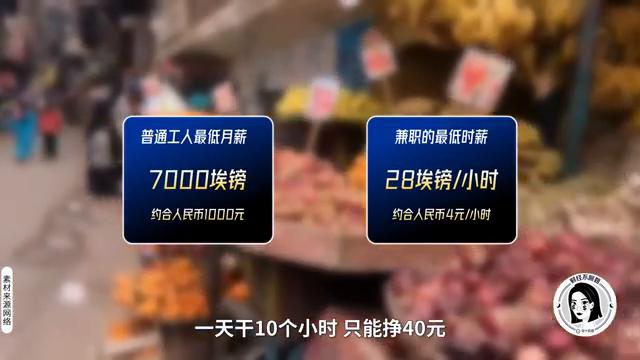 普通工人最低月薪
7000埃镑
约合人民币1000元
兼职的最低时薪
28埃镑/小时
约合人民币4元/小时
素材来源网络
一天干10个小时 只能挣40元